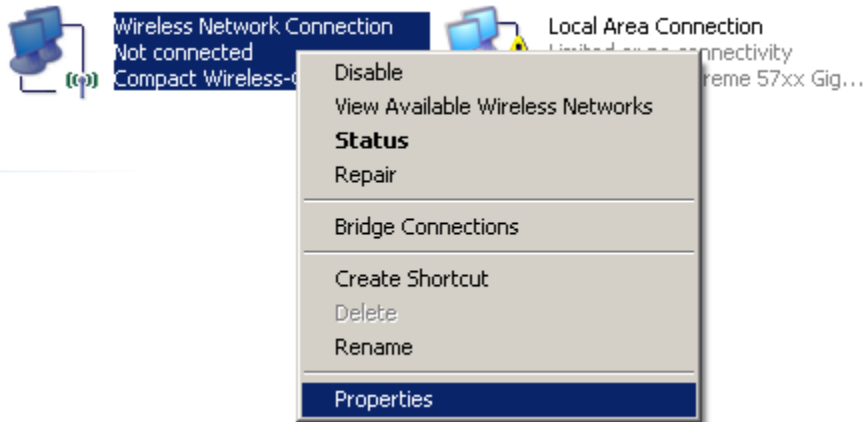 Wireless Network Connection
Not connected
Compact Wireless-
Local Area Connection
Limited or no connectivity
reme 57xx Gig...
Disable
View Available Wireless Networks
Status
Repair
Bridge Connections
Create Shortcut
Delete
Rename
Properties